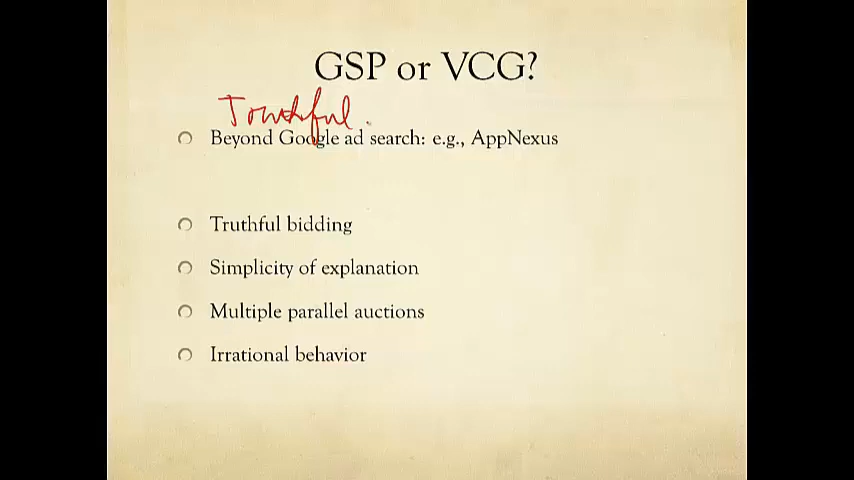 GSP or VCG?
Truthful.
Beyond Google ad search: e.g., AppNexus
Truthful bidding
Simplicity of explanation
Multiple parallel auctions
Irrational behavior